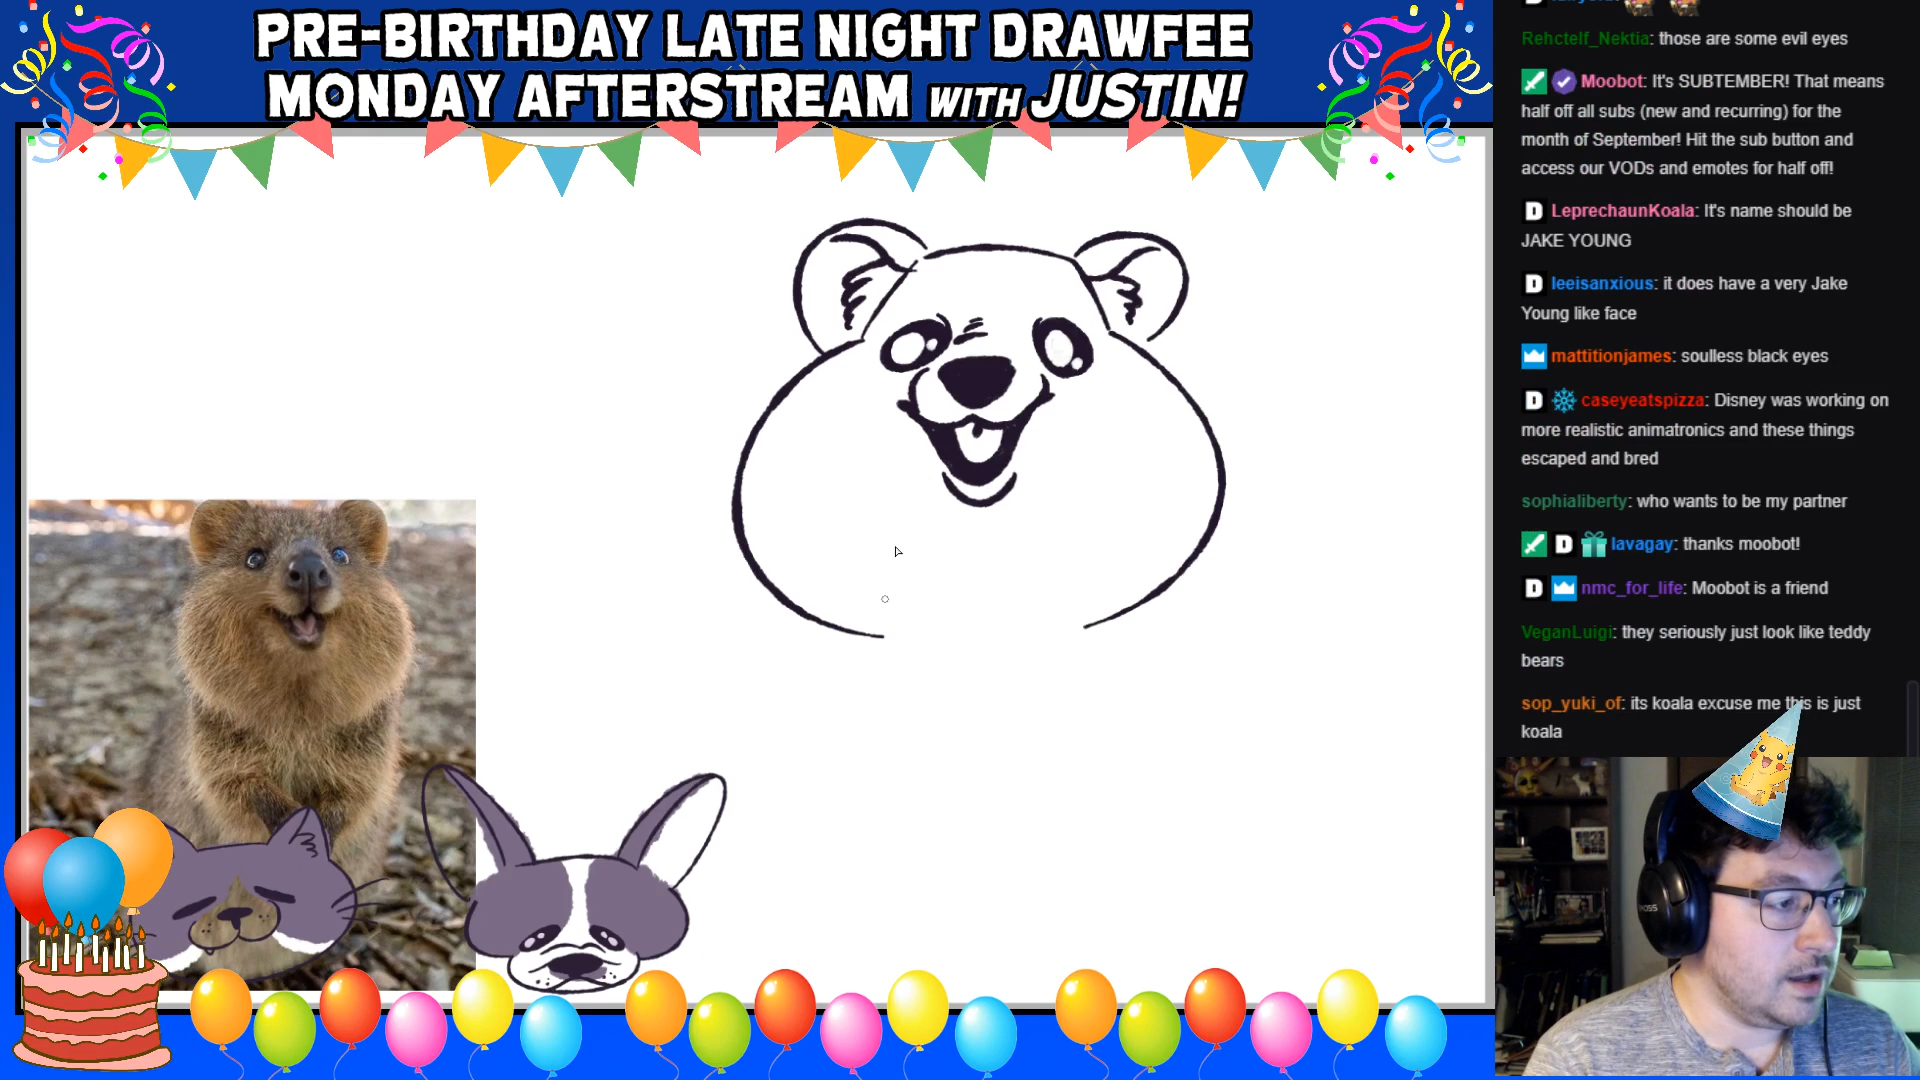 PRE-BIRTHDAY LATE NIGHT DRAWFEE
MONDAY AFTERSTREAM WITH JUSTIN!
Rehctelf_Nektia: those are some evil eyes
Moobot: It's SUBTEMBER! That means
half off all subs (new and recurring) for the
month of September! Hit the sub button and
access our VODs and emotes for half off!
D LeprechaunKoala: It's name should be
JAKE YOUNG
D leeisanxious: it does have a very Jake
Young like face
mattitionjames: soulless black eyes
D caseyeatspizza: Disney was working on
more realistic animatronics and these things
escaped and bred
sophialiberty: who wants to be my partner
D lavagay: thanks moobot!
D nmc_for_life: Moobot is a friend
VeganLuigi: they seriously just look like teddy
bears
sop_yuki_of: its koala excuse me this is just
koala